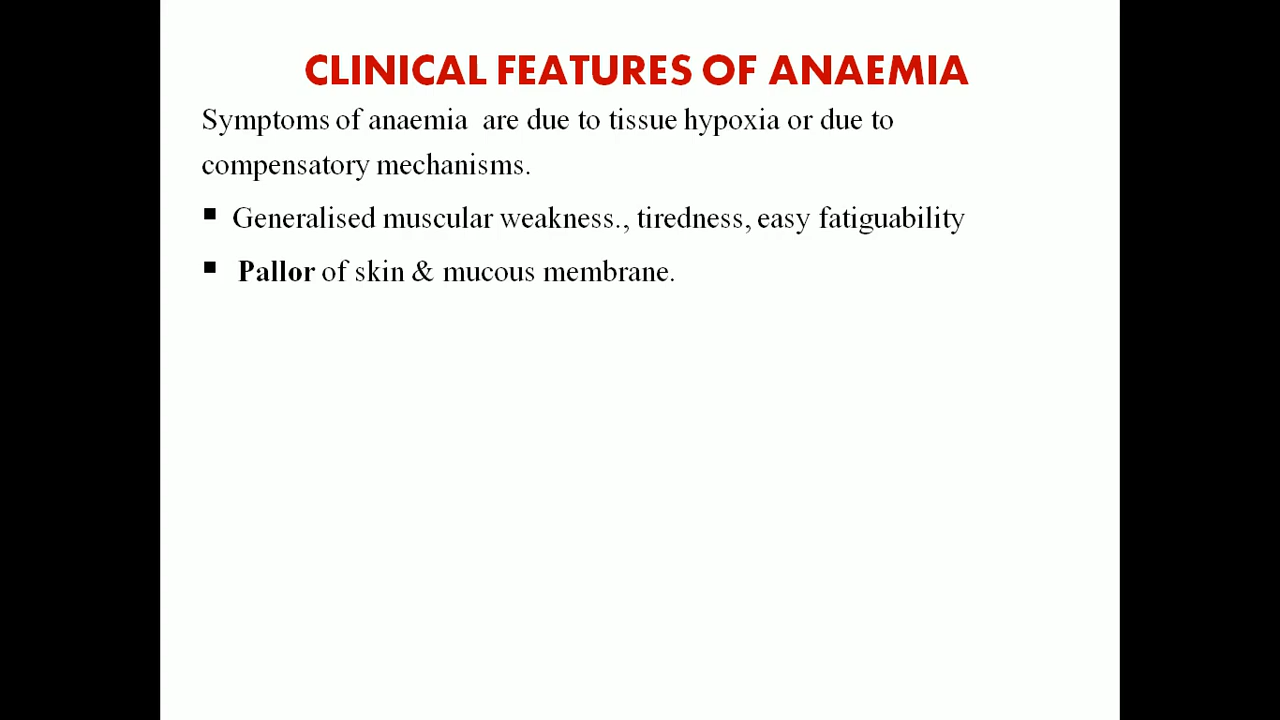 CLINICAL FEATURES OF ANAEMIA
Symptoms of anaemia are due to tissue hypoxia or due to
compensatory mechanisms.
▪ Generalised muscular weakness., tiredness, easy fatiguability
▪ Pallor of skin & mucous membrane.